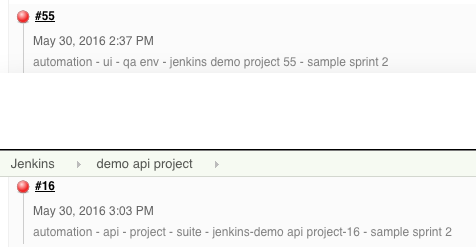 #55
May 30, 2016 2:37 PM
automation - ui - qa env - jenkins demo project 55 - sample sprint 2
Jenkins demo api project
#16
May 30, 2016 3:03 PM
automation - api - project - suite - jenkins-demo api project-16 - sample sprint 2